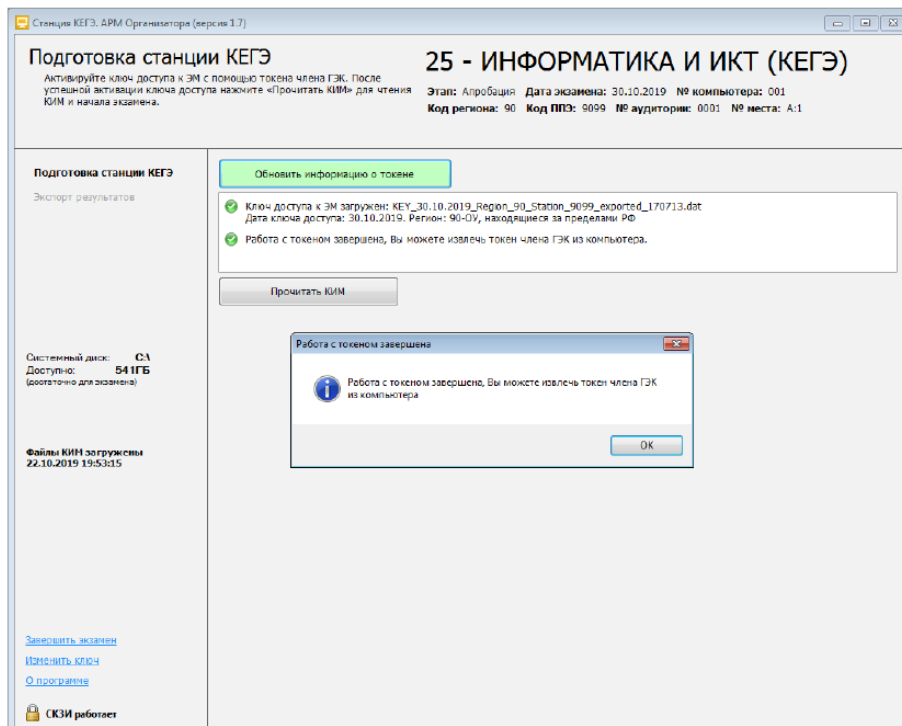 Станция КЕГЭ. АРМ Организатора (версия 1.7)
Подготовка станции КЕГЭ
Активируйте ключ доступа к ЭМ с помощью токена члена ГЭК. После
успешной активации ключа доступа нажмите «Прочитать КИМ» для чтения
КИМ и начала экзамена.
25 - ИНФОРМАТИКА И ИКТ (КЕГЭ)
Этап: Апробация Дата экзамена: 30.10.2019 № компьютера: 001
Код региона: 90 Код ППЭ: 9099 № аудитории: 0001 № места: А:1
Подготовка станции КЕГЭ
Экспорт результатов
Обновить информацию о токене
Ключ доступа к ЭМ загружен: KEY_30.10.2019_Region_90_Station_9099_exported_170713.dat
Дата ключа доступа: 30.10.2019. Регион: 90-ОУ, находящиеся за пределами РФ
Работа с токеном завершена, Вы можете извлечь токен члена ГЭК из компьютера.
Прочитать КИМ
Работа с токеном завершена
Работа с токеном завершена, Вы можете извлечь токен члена ГЭК
из компьютера
OK
Системный диск: C:\
Доступно: 541ГБ
(достаточно для экзамена)
Файлы КИМ загружены
22.10.2019 19:53:15
Завершить экзамен
Изменить ключ
О программе
СКЗИ работает